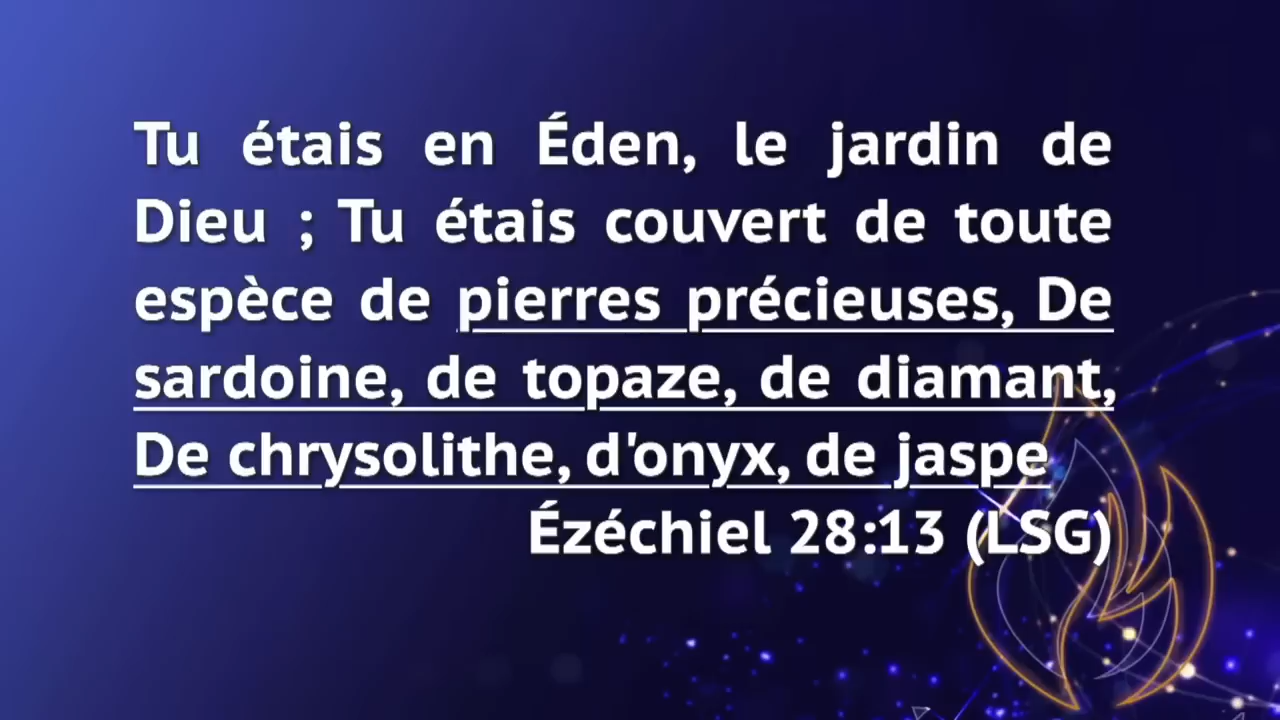 Tu étais en Éden, le jardin de
Dieu ; Tu étais couvert de toute
espèce de pierres précieuses, De
sardoine, de topaze, de diamant,
De chrysolithe, d'onyx, de jaspe
Ézéchiel 28:13 (LSG)